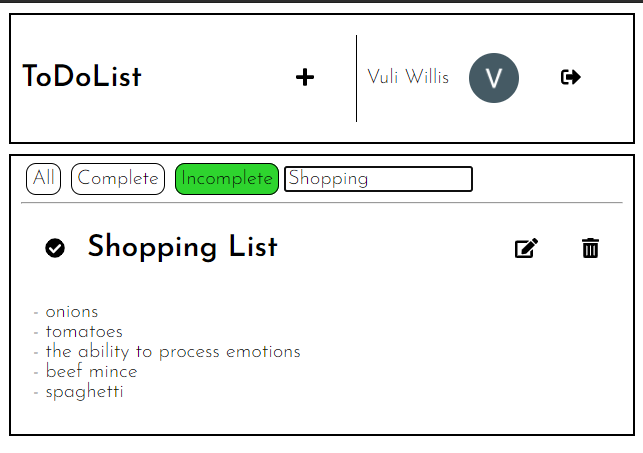 ToDoList
Vuli Willis
V
All Complete Incomplete Shopping
Shopping List
- onions
- tomatoes
- the ability to process emotions
- beef mince
- spaghetti